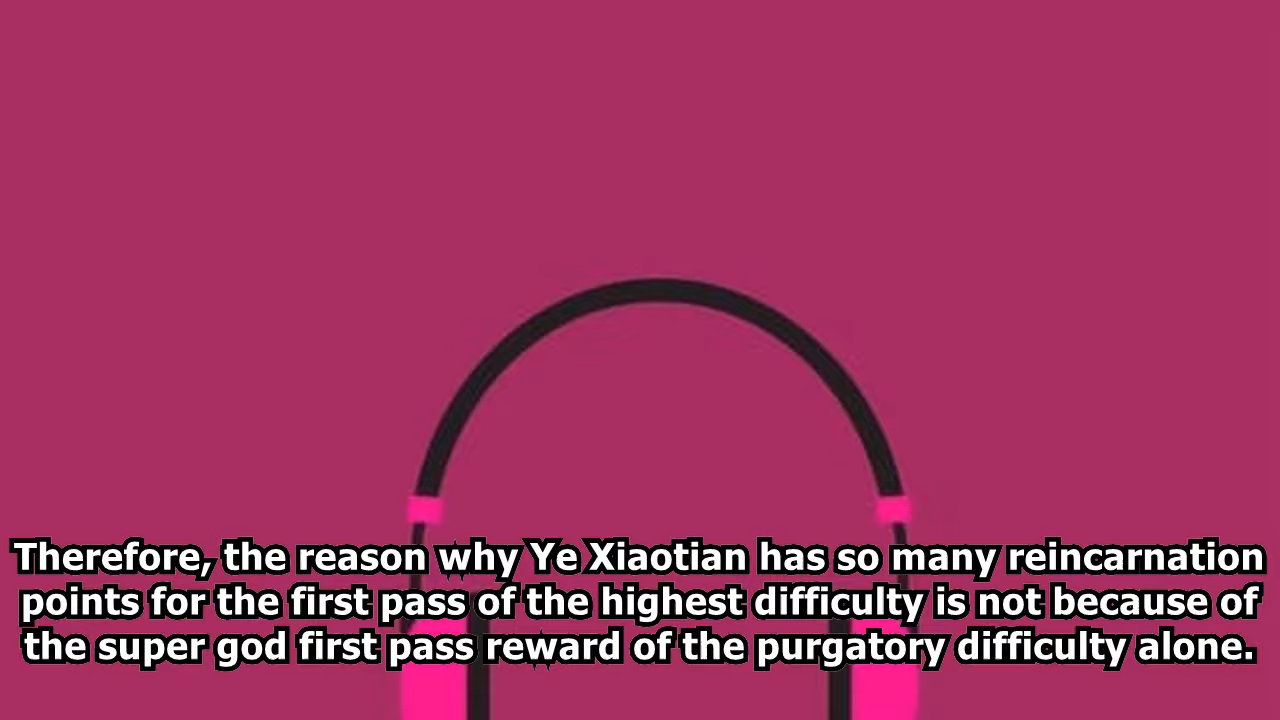 Therefore, the reason why Ye Xiaotian has so many reincarnation
points for the first pass of the highest difficulty is not because of
the super god first pass reward of the purgatory difficulty alone.